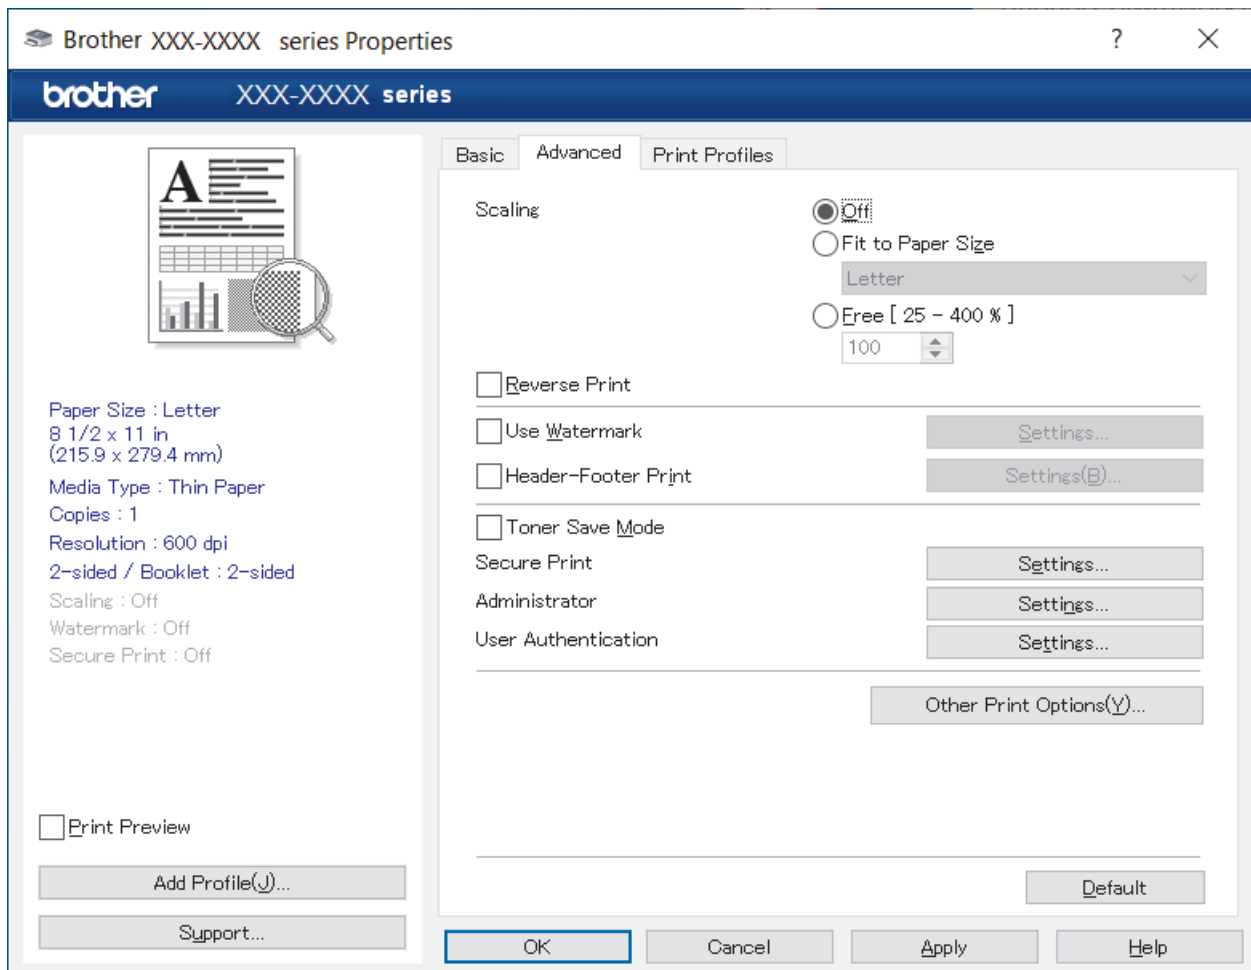 Brother XXX-XXXX series Properties
?
brother XXX-XXXX series
A
Paper Size : Letter
8 1/2 x 11 in
(215.9 x 279.4 mm)
Media Type : Thin Paper
Copies : 1
Resolution : 600 dpi
2-sided / Booklet : 2-sided
Scaling : Off
Watermark : Off
Secure Print : Off
Print Preview
Add Profile(J)...
Support...
Basic Advanced Print Profiles
Scaling Off
Fit to Paper Size
Letter
Free [ 25 - 400 % ]
100
Reverse Print
Use Watermark Settings...
Header-Footer Print Settings(B)...
Toner Save Mode
Secure Print Settings...
Administrator Settings...
User Authentication Settings...
Other Print Options(Y)...
Default
OK Cancel Apply Help